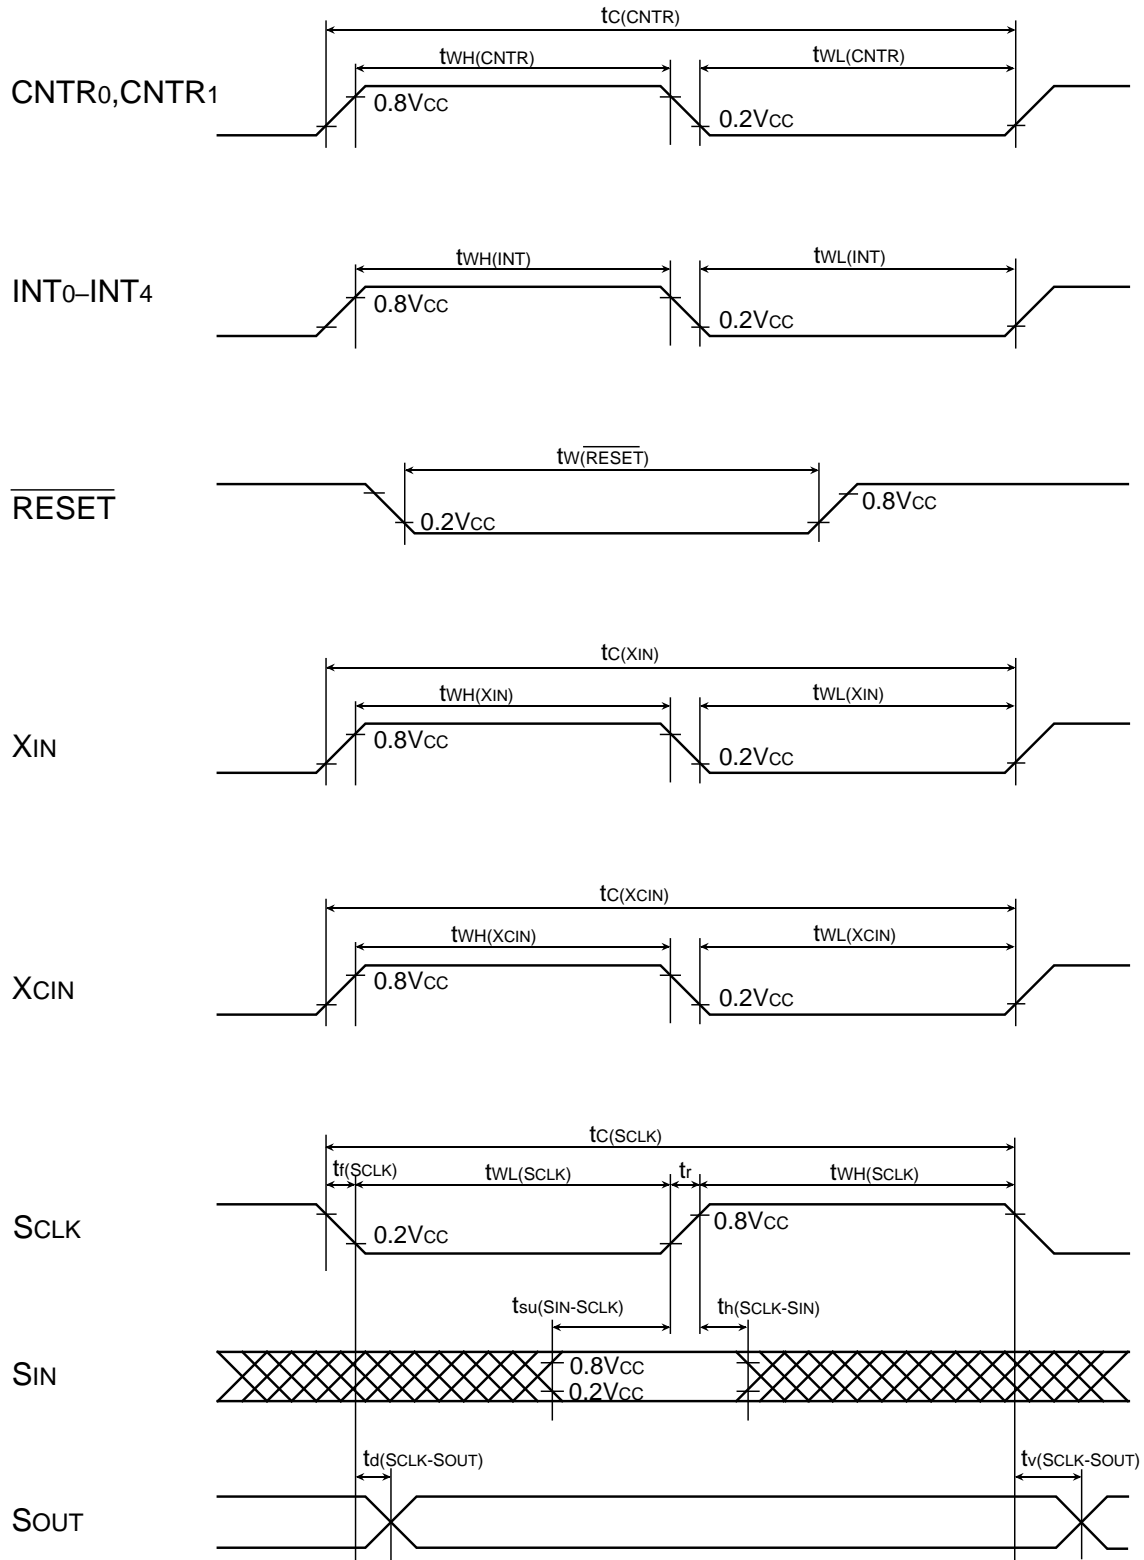 tC(CNTR)
tWH(CNTR)
tWL(CNTR)
CNTR0,CNTR1
0.8VCC
0.2VCC
tWH(INT)
tWL(INT)
INT0–INT4
0.8VCC
0.2VCC
tW(RESET)
RESET
0.2VCC
0.8VCC
tC(XIN)
tWH(XIN)
tWL(XIN)
XIN
0.8VCC
0.2VCC
tC(XCIN)
tWH(XCIN)
tWL(XCIN)
XCIN
0.8VCC
0.2VCC
tC(SCLK)
tf(SCLK)
tWL(SCLK)
tr
tWH(SCLK)
SCLK
0.2VCC
0.8VCC
tsu(SIN-SCLK)
th(SCLK-SIN)
SIN
0.8VCC
0.2VCC
td(SCLK-SOUT)
tv(SCLK-SOUT)
SOUT